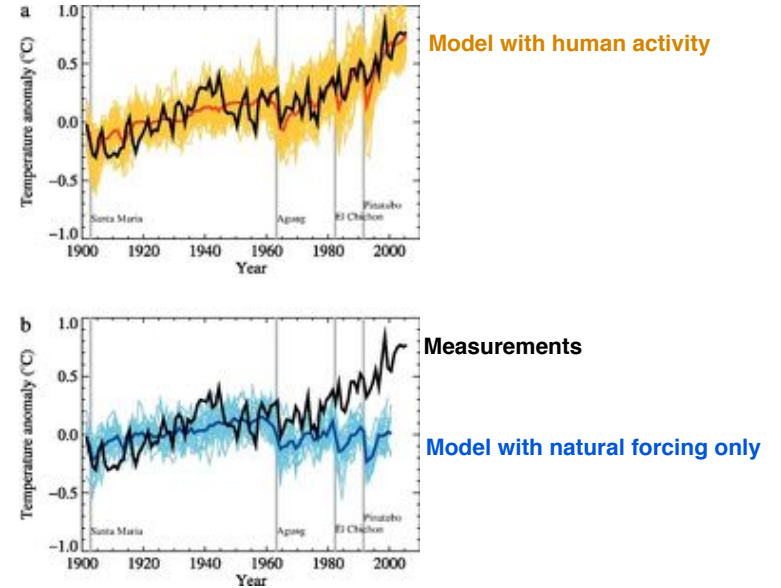 a
1.0
0.5
0.0
−0.5
−1.0
Temperature anomaly (°C)
Model with human activity
Santa Maria
Agung
El Chichon
Pinatubo
1900 1920 1940 1960 1980 2000
Year
b
1.0
0.5
0.0
−0.5
−1.0
Temperature anomaly (°C)
Measurements
Model with natural forcing only
Santa Maria
Agung
El Chichon
Pinatubo
1900 1920 1940 1960 1980 2000
Year